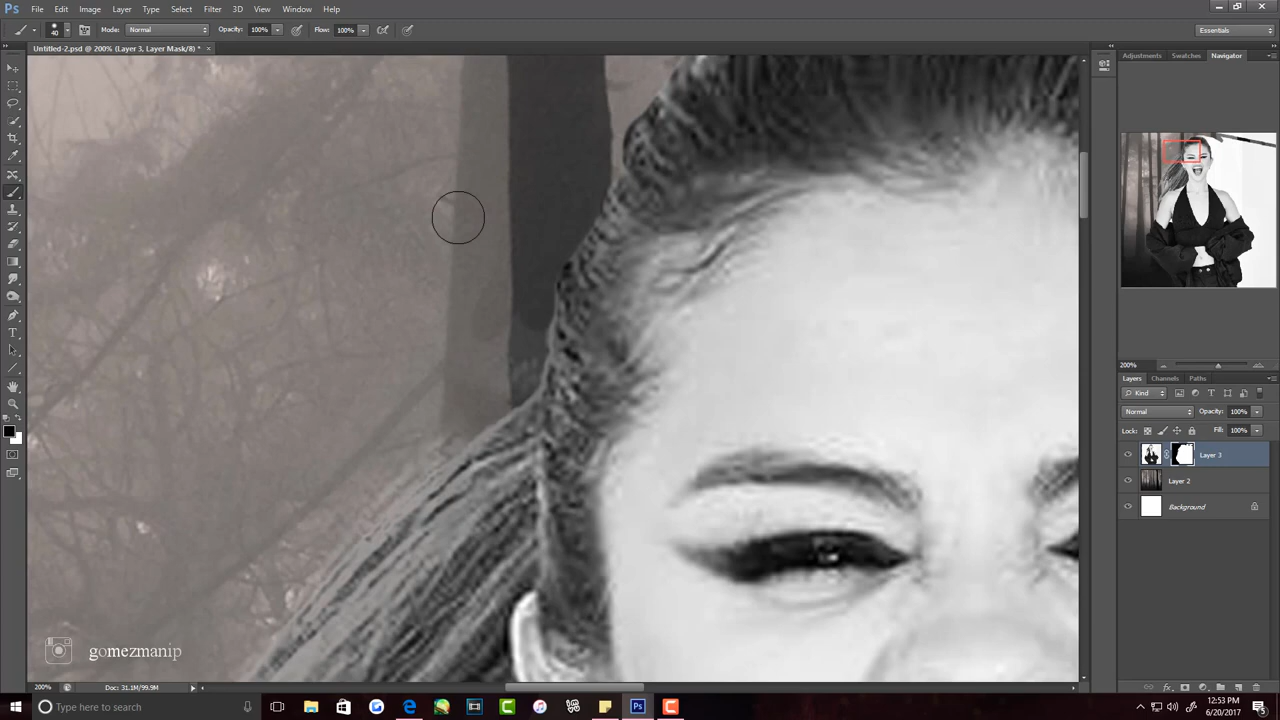 Ps File Edit Image Layer Type Select Filter 3D View Window Help
40 Mode: Normal Opacity: 100% Flow: 100% Essentials
Untitled-2.psd @ 200% (Layer 3, Layer Mask/8) * ×
Adjustments Swatches Navigator
200%
Layers Channels Paths
Kind
Normal Opacity: 100%
Lock: Fill: 100%
Layer 3
Layer 2
Background
gomezmanip
200% Doc: 31.1M/99.9M
Type here to search
12:53 PM
6/20/2017